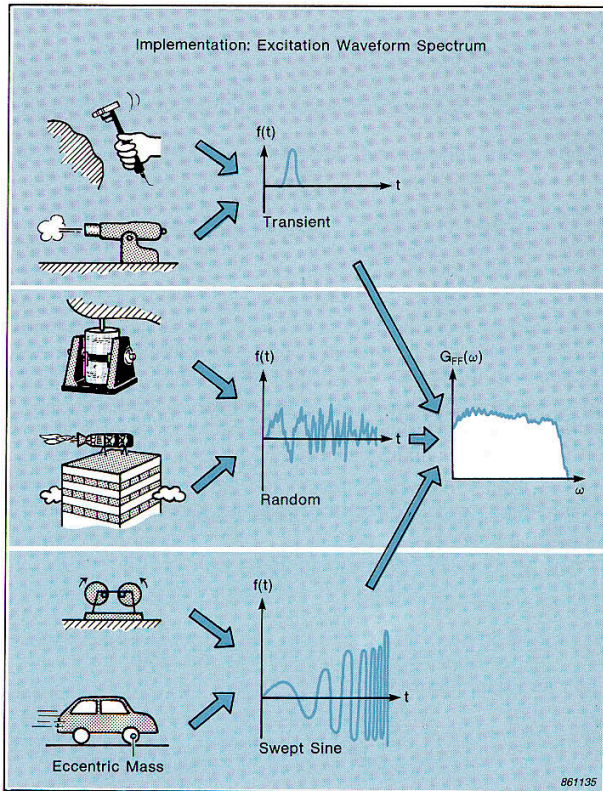 Implementation: Excitation Waveform Spectrum
f(t)
t
Transient
f(t)
t
Random
G_FF(ω)
ω
f(t)
t
Swept Sine
Eccentric Mass
861135